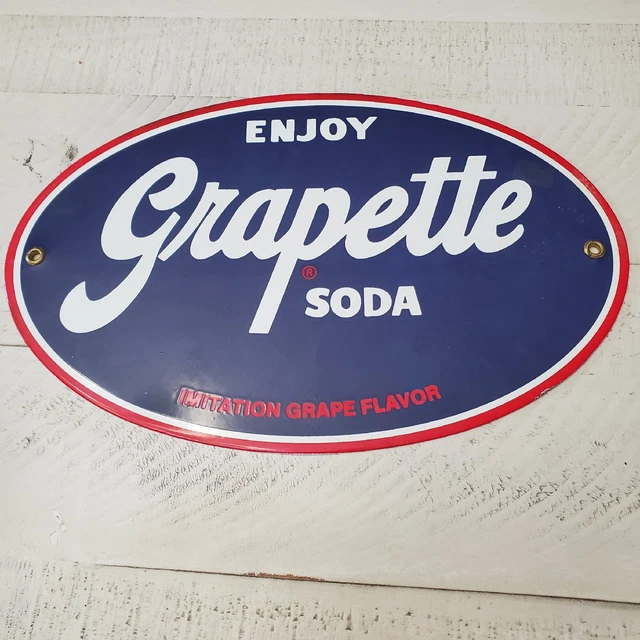 ENJOY
Grapette
®
SODA
IMITATION GRAPE FLAVOR